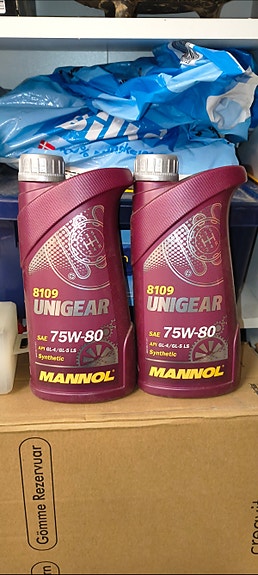 8109
UNIGEAR
SAE 75W-80
API GL-4/GL-5 LS
Synthetic
MANNOL
8109
UNIGEAR
SAE 75W-80
API GL-4/GL-5 LS
Synthetic
MANNOL
Gömme Rezervuar